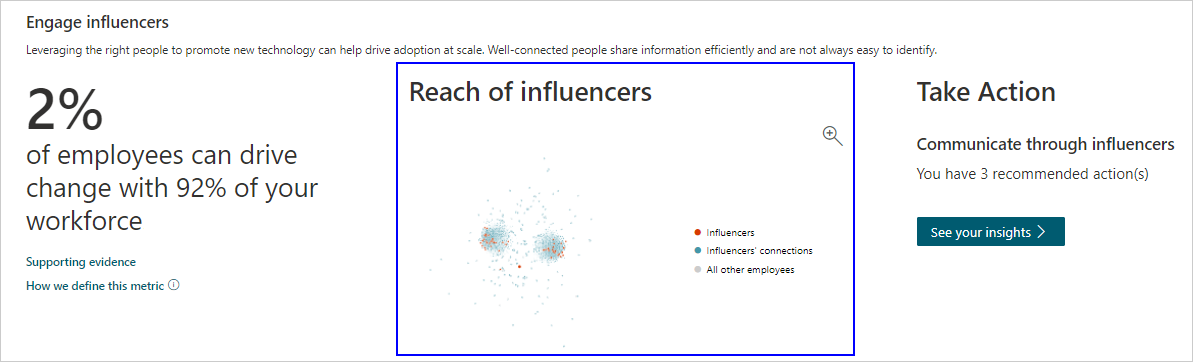 Engage influencers
Leveraging the right people to promote new technology can help drive adoption at scale. Well-connected people share information efficiently and are not always easy to identify.
2%
of employees can drive
change with 92% of your
workforce
Supporting evidence
How we define this metric
Reach of influencers
Influencers
Influencers' connections
All other employees
Take Action
Communicate through influencers
You have 3 recommended action(s)
See your insights